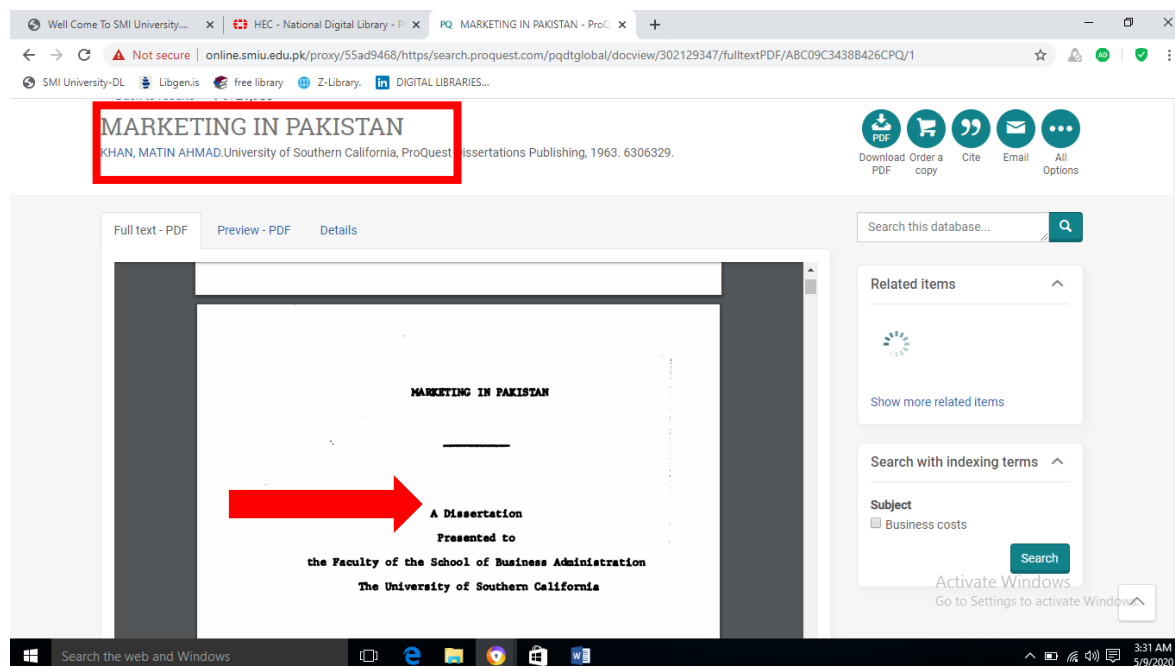 Well Come To SMI University....
HEC - National Digital Library - P
PQ MARKETING IN PAKISTAN - ProQ
Not secure | online.smiu.edu.pk/proxy/55ad9468/https/search.proquest.com/pqdtglobal/docview/302129347/fulltextPDF/ABC09C3438B426CPQ/1
SMI University-DL Libgen.is free library Z-Library. DIGITAL LIBRARIES...
MARKETING IN PAKISTAN
KHAN, MATIN AHMAD.University of Southern California, ProQuest Dissertations Publishing, 1963. 6306329.
PDF
Download PDF
Order a copy
Cite
Email
All Options
Full text - PDF Preview - PDF Details
Search this database...
Related items
Show more related items
Search with indexing terms
Subject
Business costs
Search
MARKETING IN PAKISTAN
A Dissertation
Presented to
the Faculty of the School of Business Administration
The University of Southern California
Activate Windows
Go to Settings to activate Windows.
Search the web and Windows
3:31 AM
5/9/2021